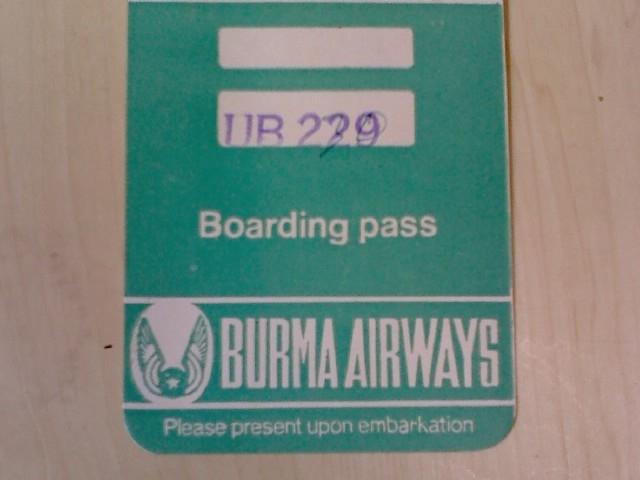 UB 229
Boarding pass
BURMA AIRWAYS
Please present upon embarkation